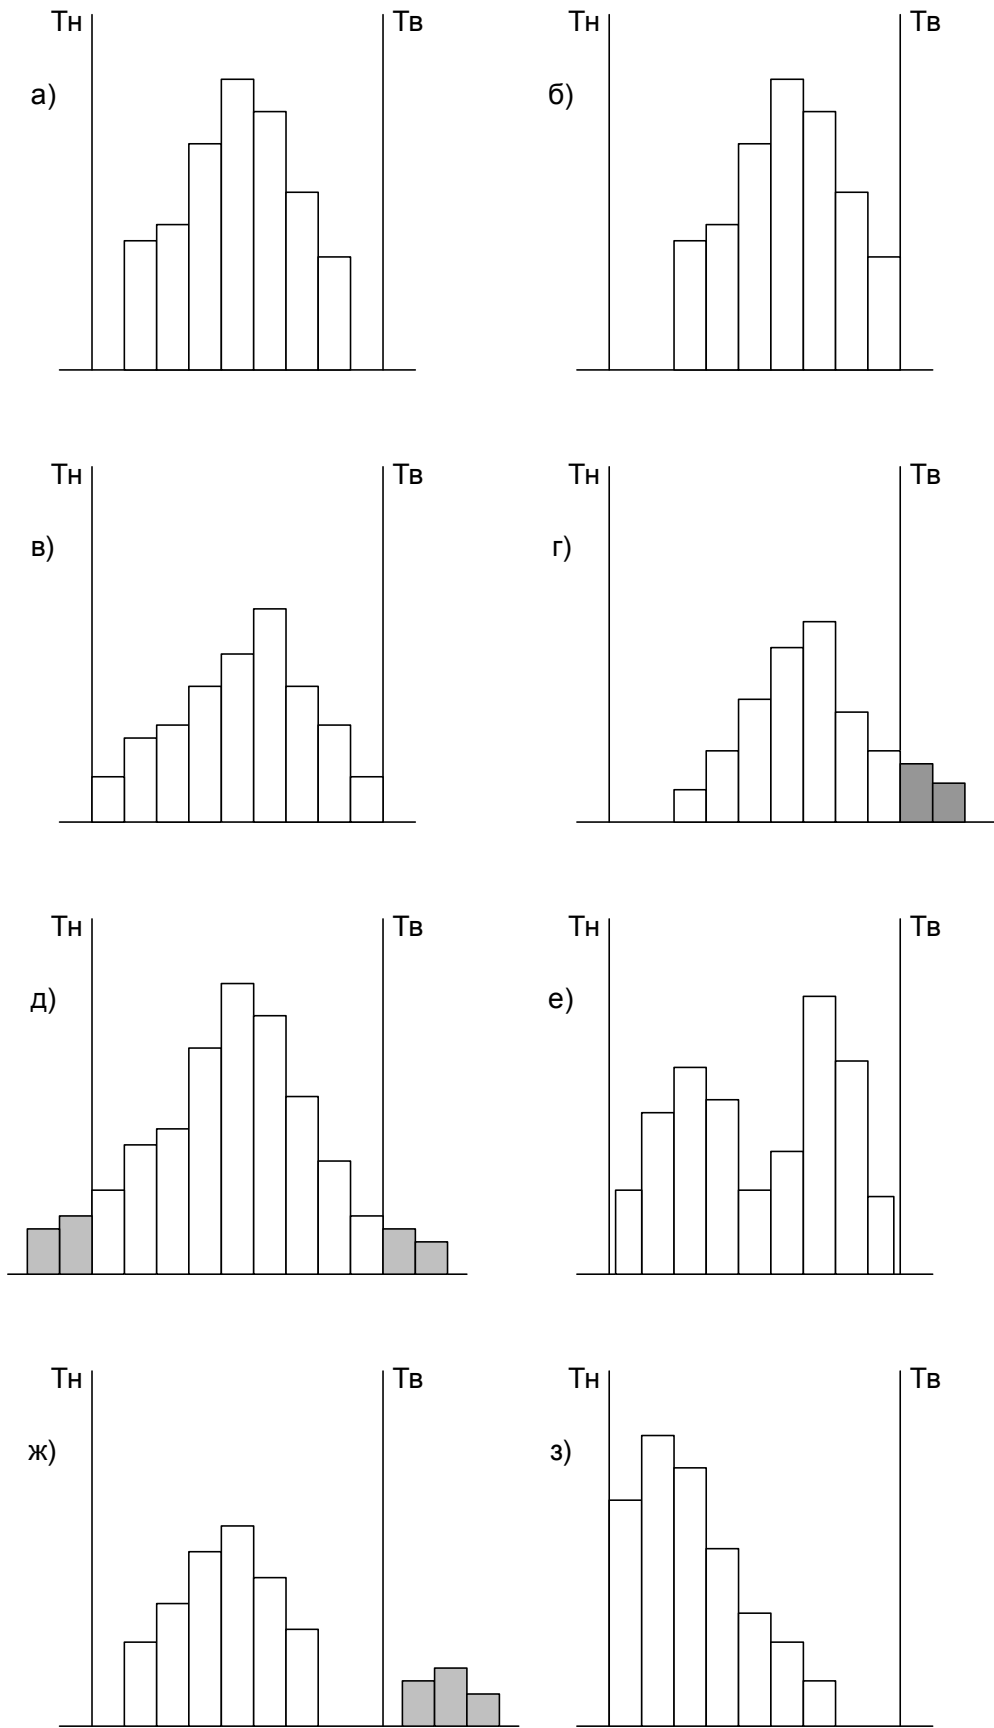 Тн Тв Тн Тв
а) б)
Тн Тв Тн Тв
в) г)
Тн Тв Тн Тв
д) е)
Тн Тв Тн Тв
ж) з)